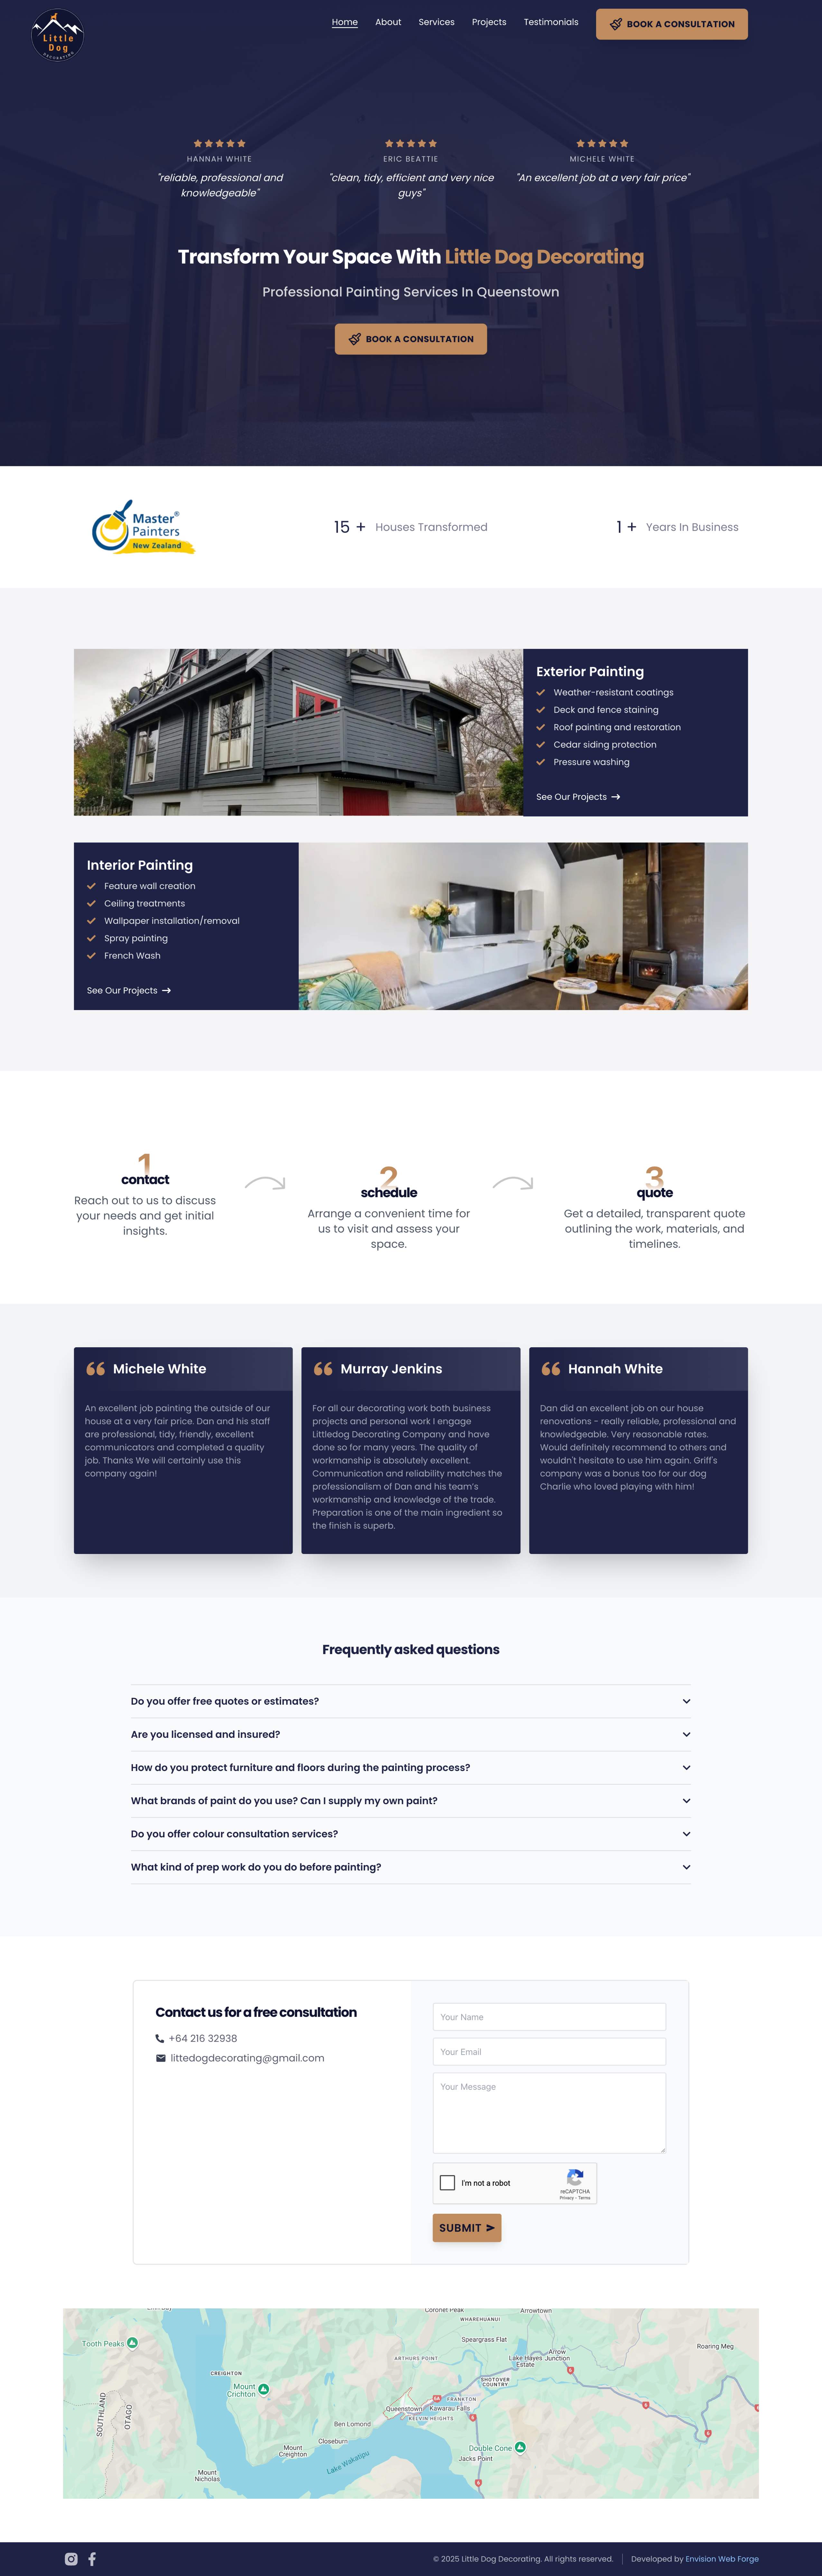 Little
Dog
DECORATING
Home
About
Services
Projects
Testimonials
BOOK A CONSULTATION
HANNAH WHITE
"reliable, professional and
knowledgeable"
ERIC BEATTIE
"clean, tidy, efficient and very nice
guys"
MICHELE WHITE
"An excellent job at a very fair price"
Transform Your Space With Little Dog Decorating
Professional Painting Services In Queenstown
BOOK A CONSULTATION
Master®
Painters
New Zealand
15 + Houses Transformed
1 + Years In Business
Exterior Painting
Weather-resistant coatings
Deck and fence staining
Roof painting and restoration
Cedar siding protection
Pressure washing
See Our Projects
Interior Painting
Feature wall creation
Ceiling treatments
Wallpaper installation/removal
Spray painting
French Wash
See Our Projects
1
contact
Reach out to us to discuss
your needs and get initial
insights.
2
schedule
Arrange a convenient time for
us to visit and assess your
space.
3
quote
Get a detailed, transparent quote
outlining the work, materials, and
timelines.
Michele White
An excellent job painting the outside of our
house at a very fair price. Dan and his staff
are professional, tidy, friendly, excellent
communicators and completed a quality
job. Thanks We will certainly use this
company again!
Murray Jenkins
For all our decorating work both business
projects and personal work I engage
Littledog Decorating Company and have
done so for many years. The quality of
workmanship is absolutely excellent.
Communication and reliability matches the
professionalism of Dan and his team's
workmanship and knowledge of the trade.
Preparation is one of the main ingredient so
the finish is superb.
Hannah White
Dan did an excellent job on our house
renovations - really reliable, professional and
knowledgeable. Very reasonable rates.
Would definitely recommend to others and
wouldn't hesitate to use him again. Griff's
company was a bonus too for our dog
Charlie who loved playing with him!
Frequently asked questions
Do you offer free quotes or estimates?
Are you licensed and insured?
How do you protect furniture and floors during the painting process?
What brands of paint do you use? Can I supply my own paint?
Do you offer colour consultation services?
What kind of prep work do you do before painting?
Contact us for a free consultation
+64 216 32938
littedogdecorating@gmail.com
Your Name
Your Email
Your Message
I'm not a robot
reCAPTCHA
Privacy - Terms
SUBMIT
Coronet Peak
Arrowtown
WHAREHUANUI
Tooth Peaks
Speargrass Flat
Roaring Meg
ARTHURS POINT
Lake Hayes
Estate
Arrow
Junction
CREIGHTON
SHOTOVER
COUNTRY
Mount
Crichton
6A
FRANKTON
6
SOUTHLAND
OTAGO
Queenstown
Kawarau Falls
KELVIN HEIGHTS
Ben Lomond
Closeburn
Mount
Creighton
Double Cone
Jacks Point
Lake Wakatipu
Mount
Nicholas
© 2025 Little Dog Decorating. All rights reserved.
Developed by Envision Web Forge